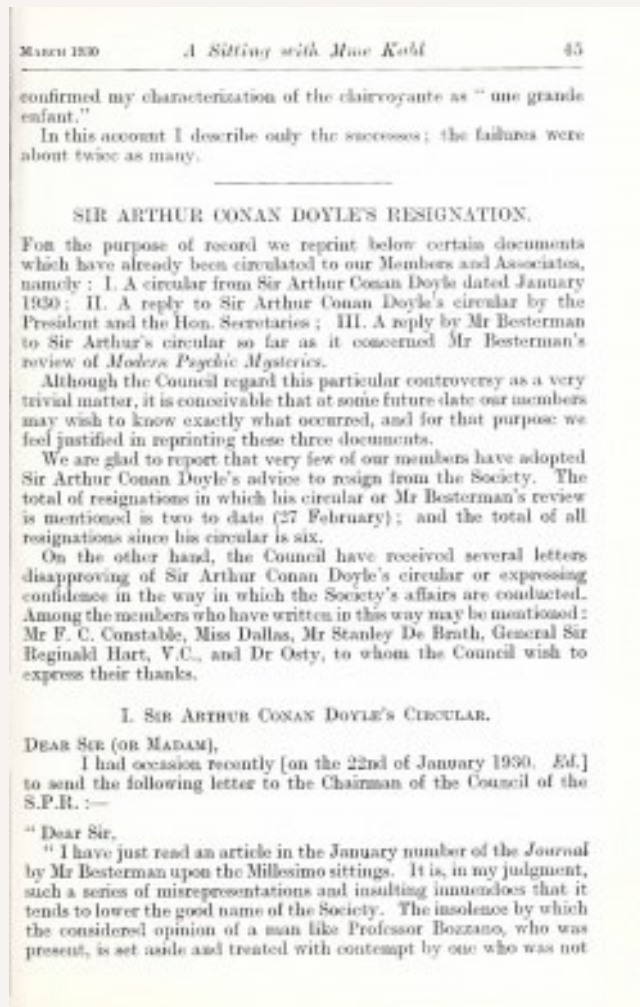 MARCH 1930 A Sitting with Mme Kahl 45
confirmed my characterization of the clairvoyante as " une grande
enfant."
In this account I describe only the successes; the failures were
about twice as many.
SIR ARTHUR CONAN DOYLE'S RESIGNATION.
FOR the purpose of record we reprint below certain documents
which have already been circulated to our Members and Associates,
namely : I. A circular from Sir Arthur Conan Doyle dated January
1930 ; II. A reply to Sir Arthur Conan Doyle's circular by the
President and the Hon. Secretaries ; III. A reply by Mr Besterman
to Sir Arthur's circular so far as it concerned Mr Besterman's
review of Modern Psychic Mysteries.
Although the Council regard this particular controversy as a very
trivial matter, it is conceivable that at some future date our members
may wish to know exactly what occurred, and for that purpose we
feel justified in reprinting these three documents.
We are glad to report that very few of our members have adopted
Sir Arthur Conan Doyle's advice to resign from the Society. The
total of resignations in which his circular or Mr Besterman's review
is mentioned is two to date (27 February) ; and the total of all
resignations since his circular is six.
On the other hand, the Council have received several letters
disapproving of Sir Arthur Conan Doyle's circular or expressing
confidence in the way in which the Society's affairs are conducted.
Among the members who have written in this way may be mentioned :
Mr F. C. Constable, Miss Dallas, Mr Stanley De Brath, General Sir
Reginald Hart, V.C., and Dr Osty, to whom the Council wish to
express their thanks.
I. SIR ARTHUR CONAN DOYLE'S CIRCULAR.
DEAR SIR (OR MADAM),
I had occasion recently [on the 22nd of January 1930. Ed.]
to send the following letter to the Chairman of the Council of the
S.P.R. :—
" Dear Sir,
" I have just read an article in the January number of the Journal
by Mr Besterman upon the Millesimo sittings. It is, in my judgment,
such a series of misrepresentations and insulting innuendoes that it
tends to lower the good name of the Society. The insolence by which
the considered opinion of a man like Professor Bozzano, who was
present, is set aside and treated with contempt by one who was not